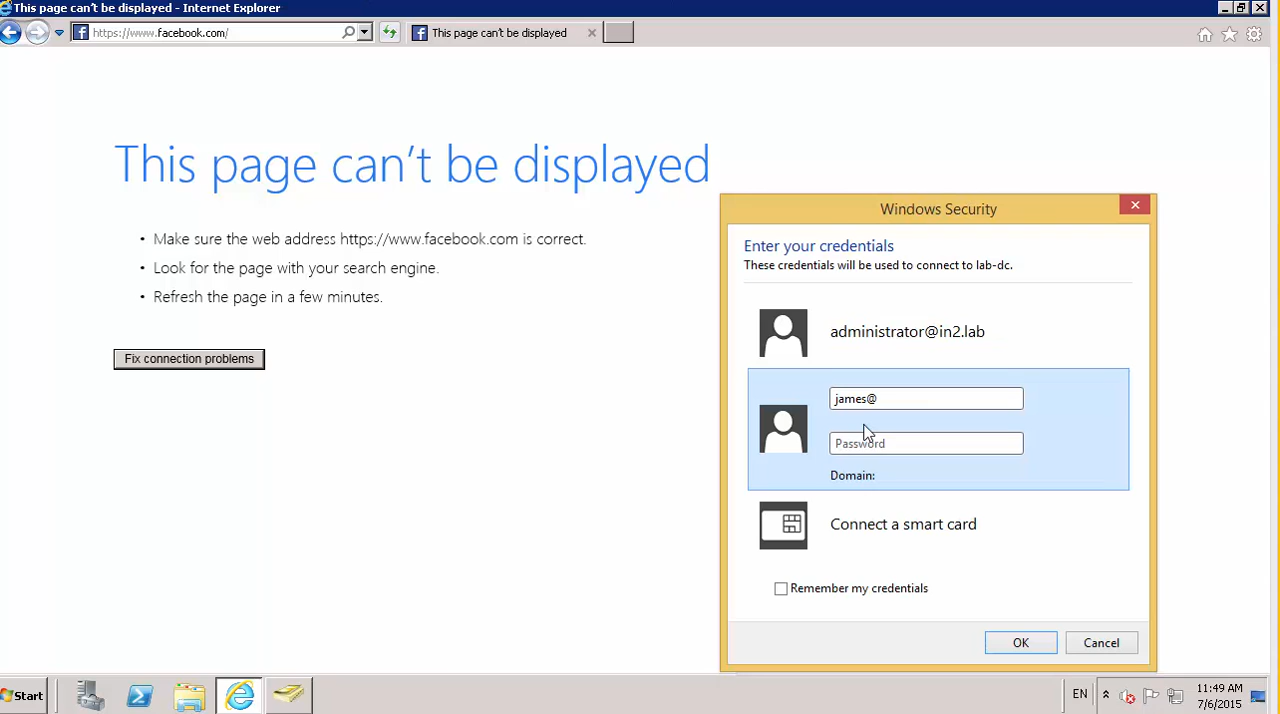 This page can't be displayed - Internet Explorer
https://www.facebook.com/
This page can't be displayed
This page can't be displayed
• Make sure the web address https://www.facebook.com is correct.
• Look for the page with your search engine.
• Refresh the page in a few minutes.
Fix connection problems
Windows Security
Enter your credentials
These credentials will be used to connect to lab-dc.
administrator@in2.lab
james@
Password
Domain:
Connect a smart card
Remember my credentials
OK
Cancel
Start
EN
11:49 AM
7/6/2015